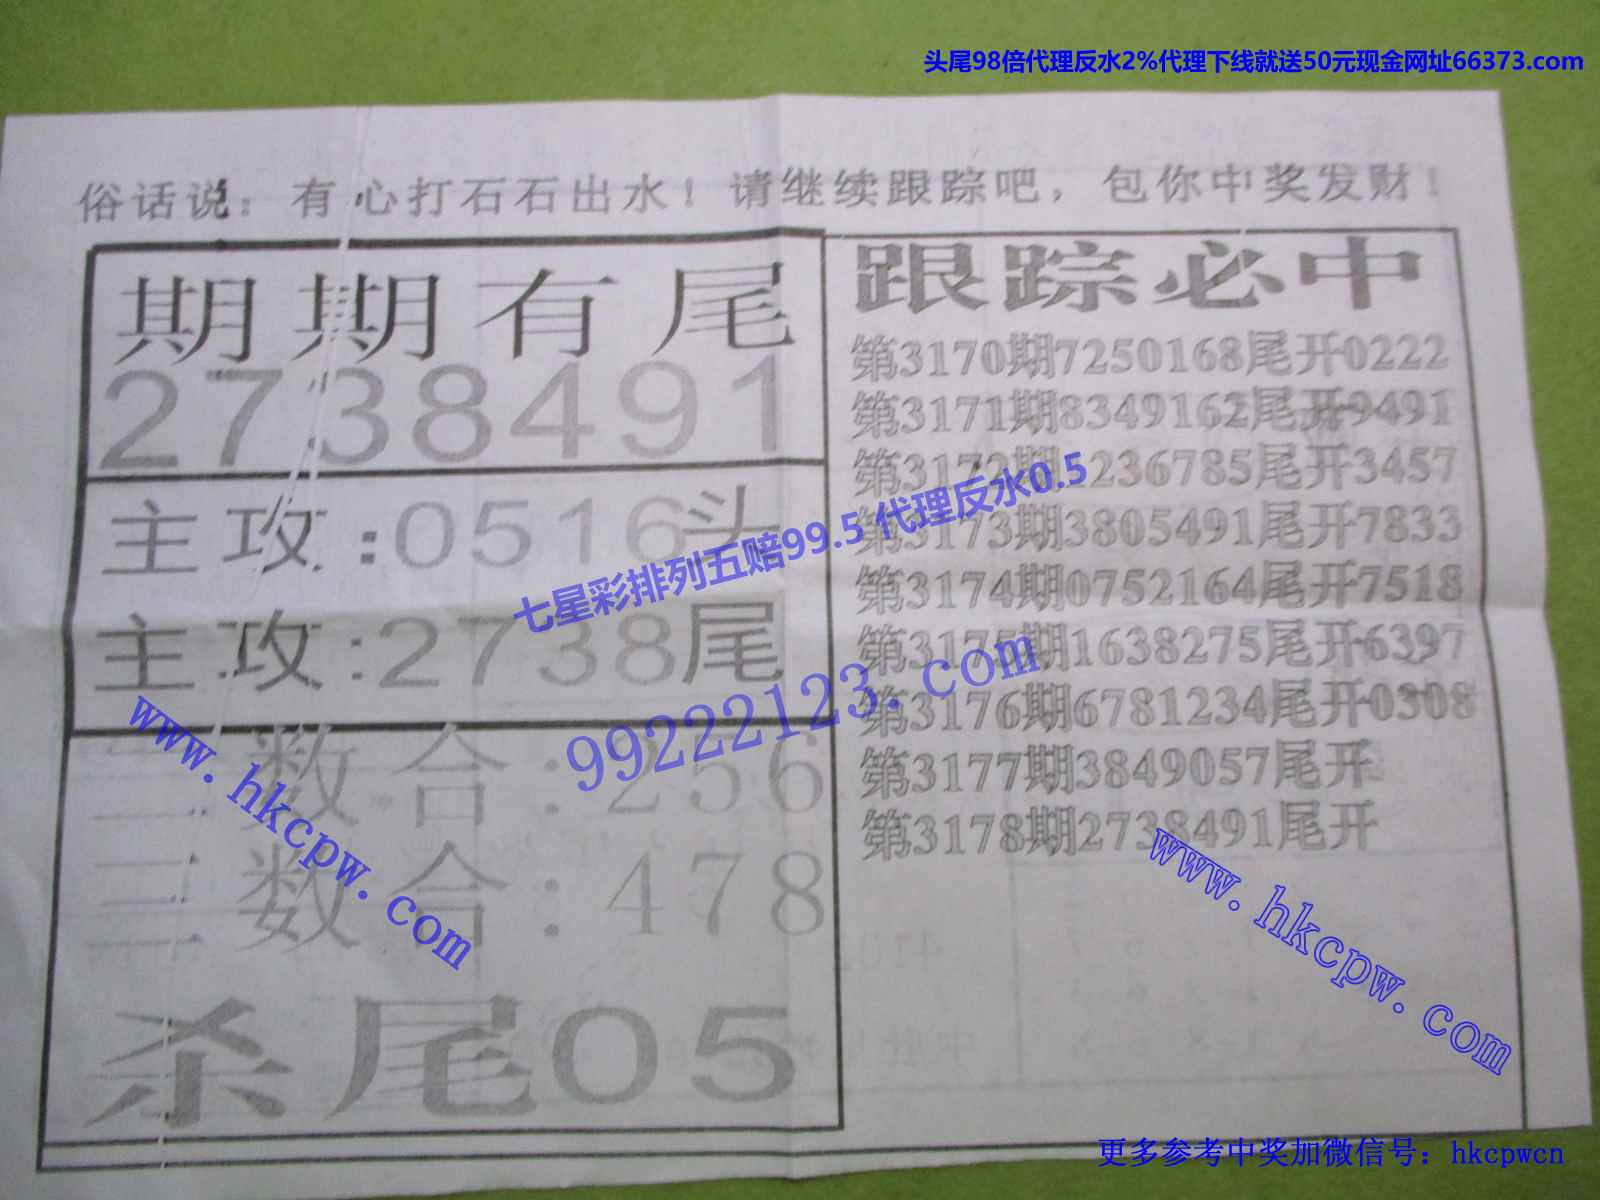 头尾98倍代理反水2%代理下线就送50元现金网址66373.com
俗话说：有心打石石出水！请继续跟踪吧，包你中奖发财！
期期有尾
2738491
主攻:0516头
主攻:2738尾
二数合:256
三数合:478
杀尾05
跟踪必中
第3170期7250168尾开0222
第3171期8349162尾开9491
第3172期1236785尾开3457
第3173期3805491尾开7833
第3174期0752164尾开7518
第3175期1638275尾开6397
第3176期6781234尾开0308
第3177期3849057尾开
第3178期2738491尾开
七星彩排列五赔99.5 代理反水0.5
99222123.com
www.hkcpw.com
www.hkcpw.com
更多参考中奖加微信号：hkcpwcn